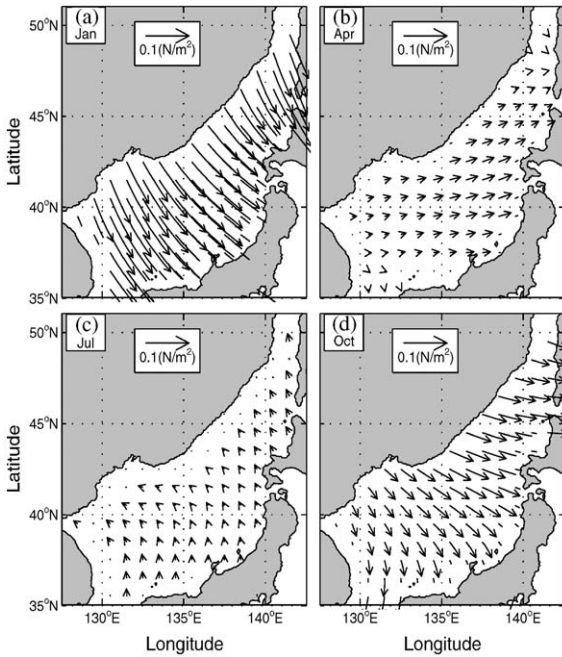 (a)
Jan
0.1(N/m²)
(b)
Apr
0.1(N/m²)
50°N
45°N
40°N
35°N
Latitude
(c)
Jul
0.1(N/m²)
(d)
Oct
0.1(N/m²)
50°N
45°N
40°N
35°N
Latitude
130°E
135°E
140°E
130°E
135°E
140°E
Longitude
Longitude